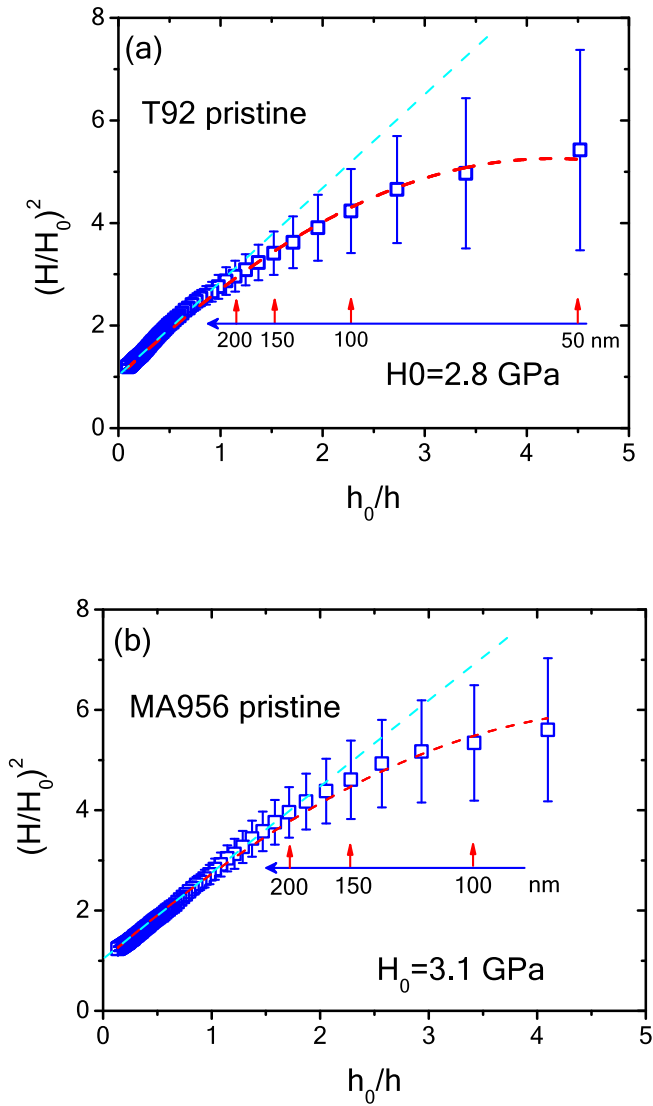 8
(a)
T92 pristine
6
(H/H₀)²
4
2
200 150 100 50 nm
H0=2.8 GPa
0
0 1 2 3 4 5
h₀/h
8
(b)
MA956 pristine
6
(H/H₀)²
4
2
200 150 100 nm
H₀=3.1 GPa
0
0 1 2 3 4 5
h₀/h